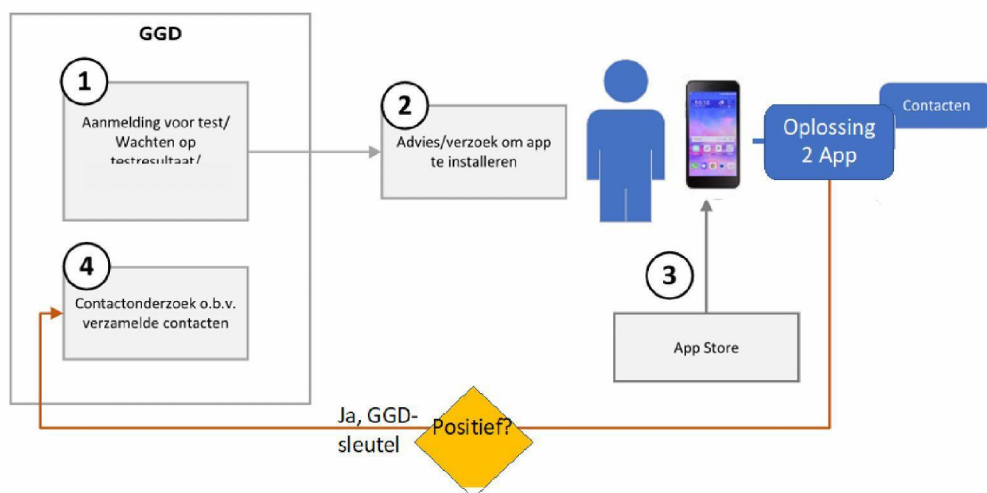 GGD
1
Aanmelding voor test/
Wachten op
testresultaat/
2
Advies/verzoek om app
te installeren
Contacten
Oplossing
2 App
3
App Store
4
Contactonderzoek o.b.v.
verzamelde contacten
Ja, GGD-
sleutel
Positief?